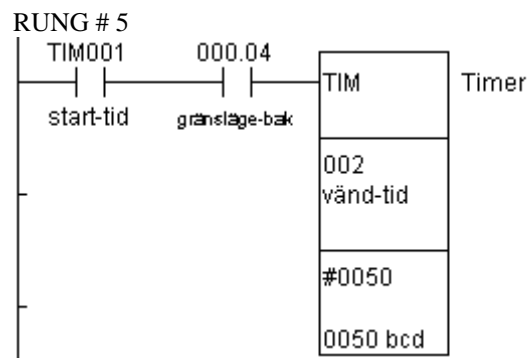 RUNG # 5
TIM001 000.04
start-tid gränsläge-bak
TIM Timer
002
vänd-tid
#0050
0050 bcd